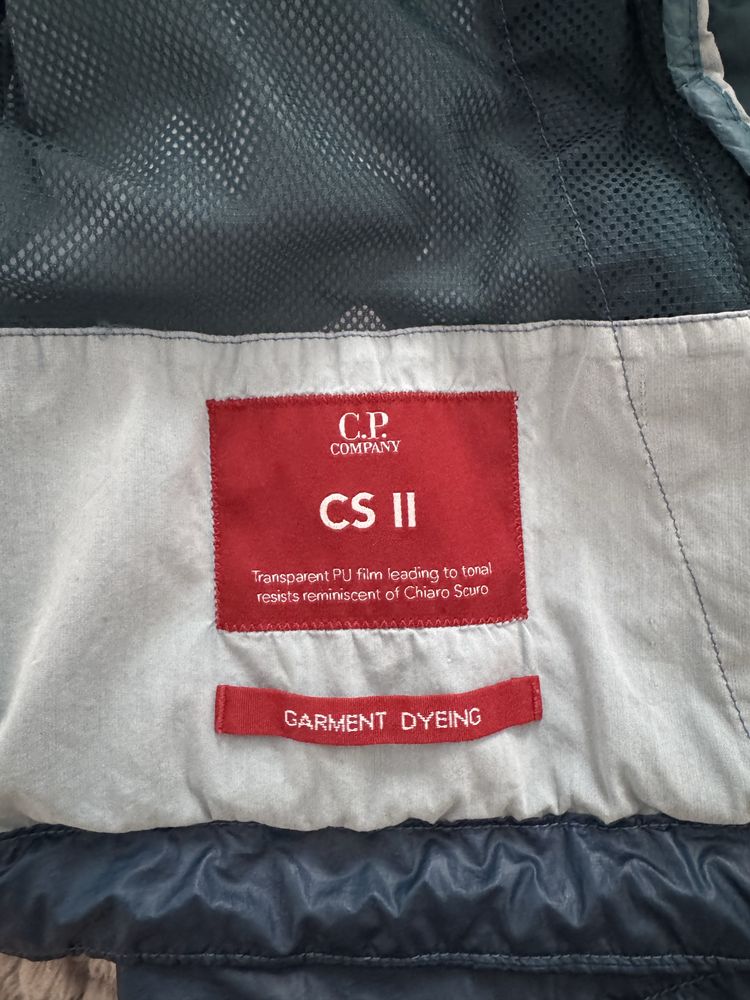 C.P.
COMPANY
CS II
Transparent PU film leading to tonal
resists reminiscent of Chiaro Scuro
GARMENT DYEING